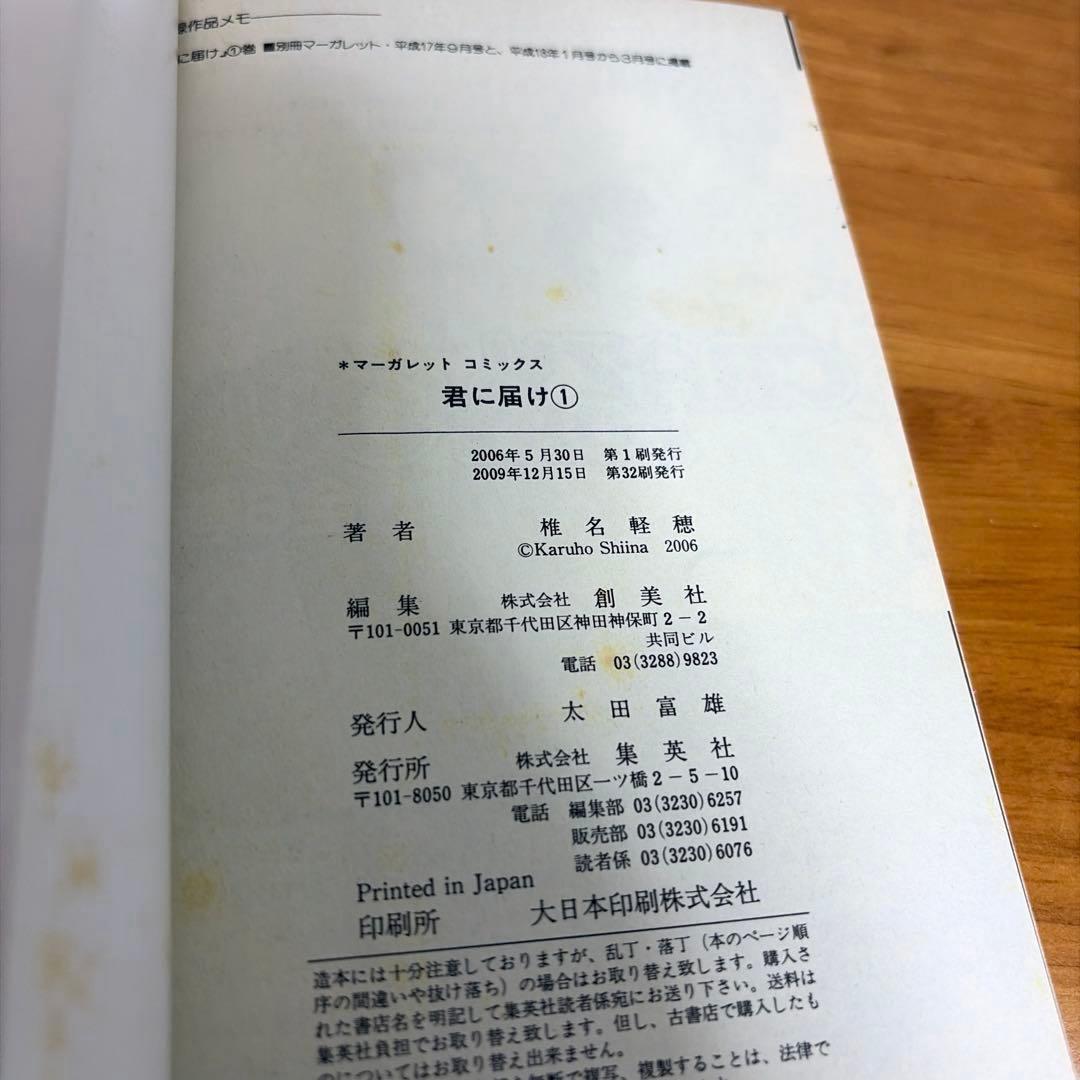 録作品メモ
に届け』①巻 ■別冊マーガレット・平成17年9月号と、平成18年1月号から3月号に掲載
＊マーガレット コミックス
君に届け①
2006年5月30日 第1刷発行
2009年12月15日 第32刷発行
著者 椎名軽穂
©Karuho Shiina 2006
編集 株式会社 創美社
〒101-0051 東京都千代田区神田神保町2-2
共同ビル
電話 03(3288)9823
発行人 太田富雄
発行所 株式会社 集英社
〒101-8050 東京都千代田区一ツ橋2-5-10
電話 編集部 03(3230)6257
販売部 03(3230)6191
読者係 03(3230)6076
Printed in Japan
印刷所 大日本印刷株式会社
造本には十分注意しておりますが、乱丁・落丁（本のページ順
序の間違いや抜け落ち）の場合はお取り替え致します。購入さ
れた書店名を明記して集英社読者係宛にお送り下さい。送料は
集英社負担でお取り替え致します。但し、古書店で購入したも
のについてはお取り替え出来ません。
無断で複写、複製することは、法律で